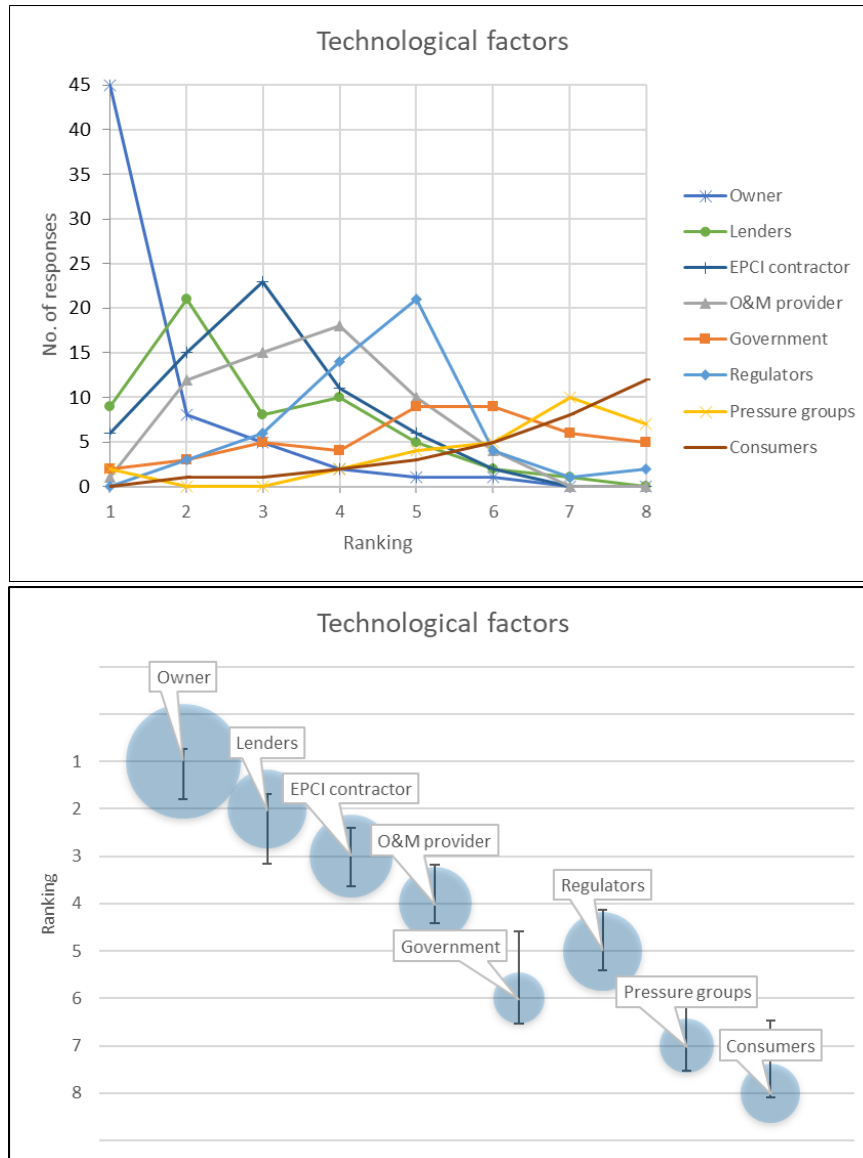 Technological factors
45
40
35
30
25
20
15
10
5
0
No. of responses
1 2 3 4 5 6 7 8
Ranking
Owner
Lenders
EPCI contractor
O&M provider
Government
Regulators
Pressure groups
Consumers
Technological factors
Ranking
1
2
3
4
5
6
7
8
Owner
Lenders
EPCI contractor
O&M provider
Government
Regulators
Pressure groups
Consumers